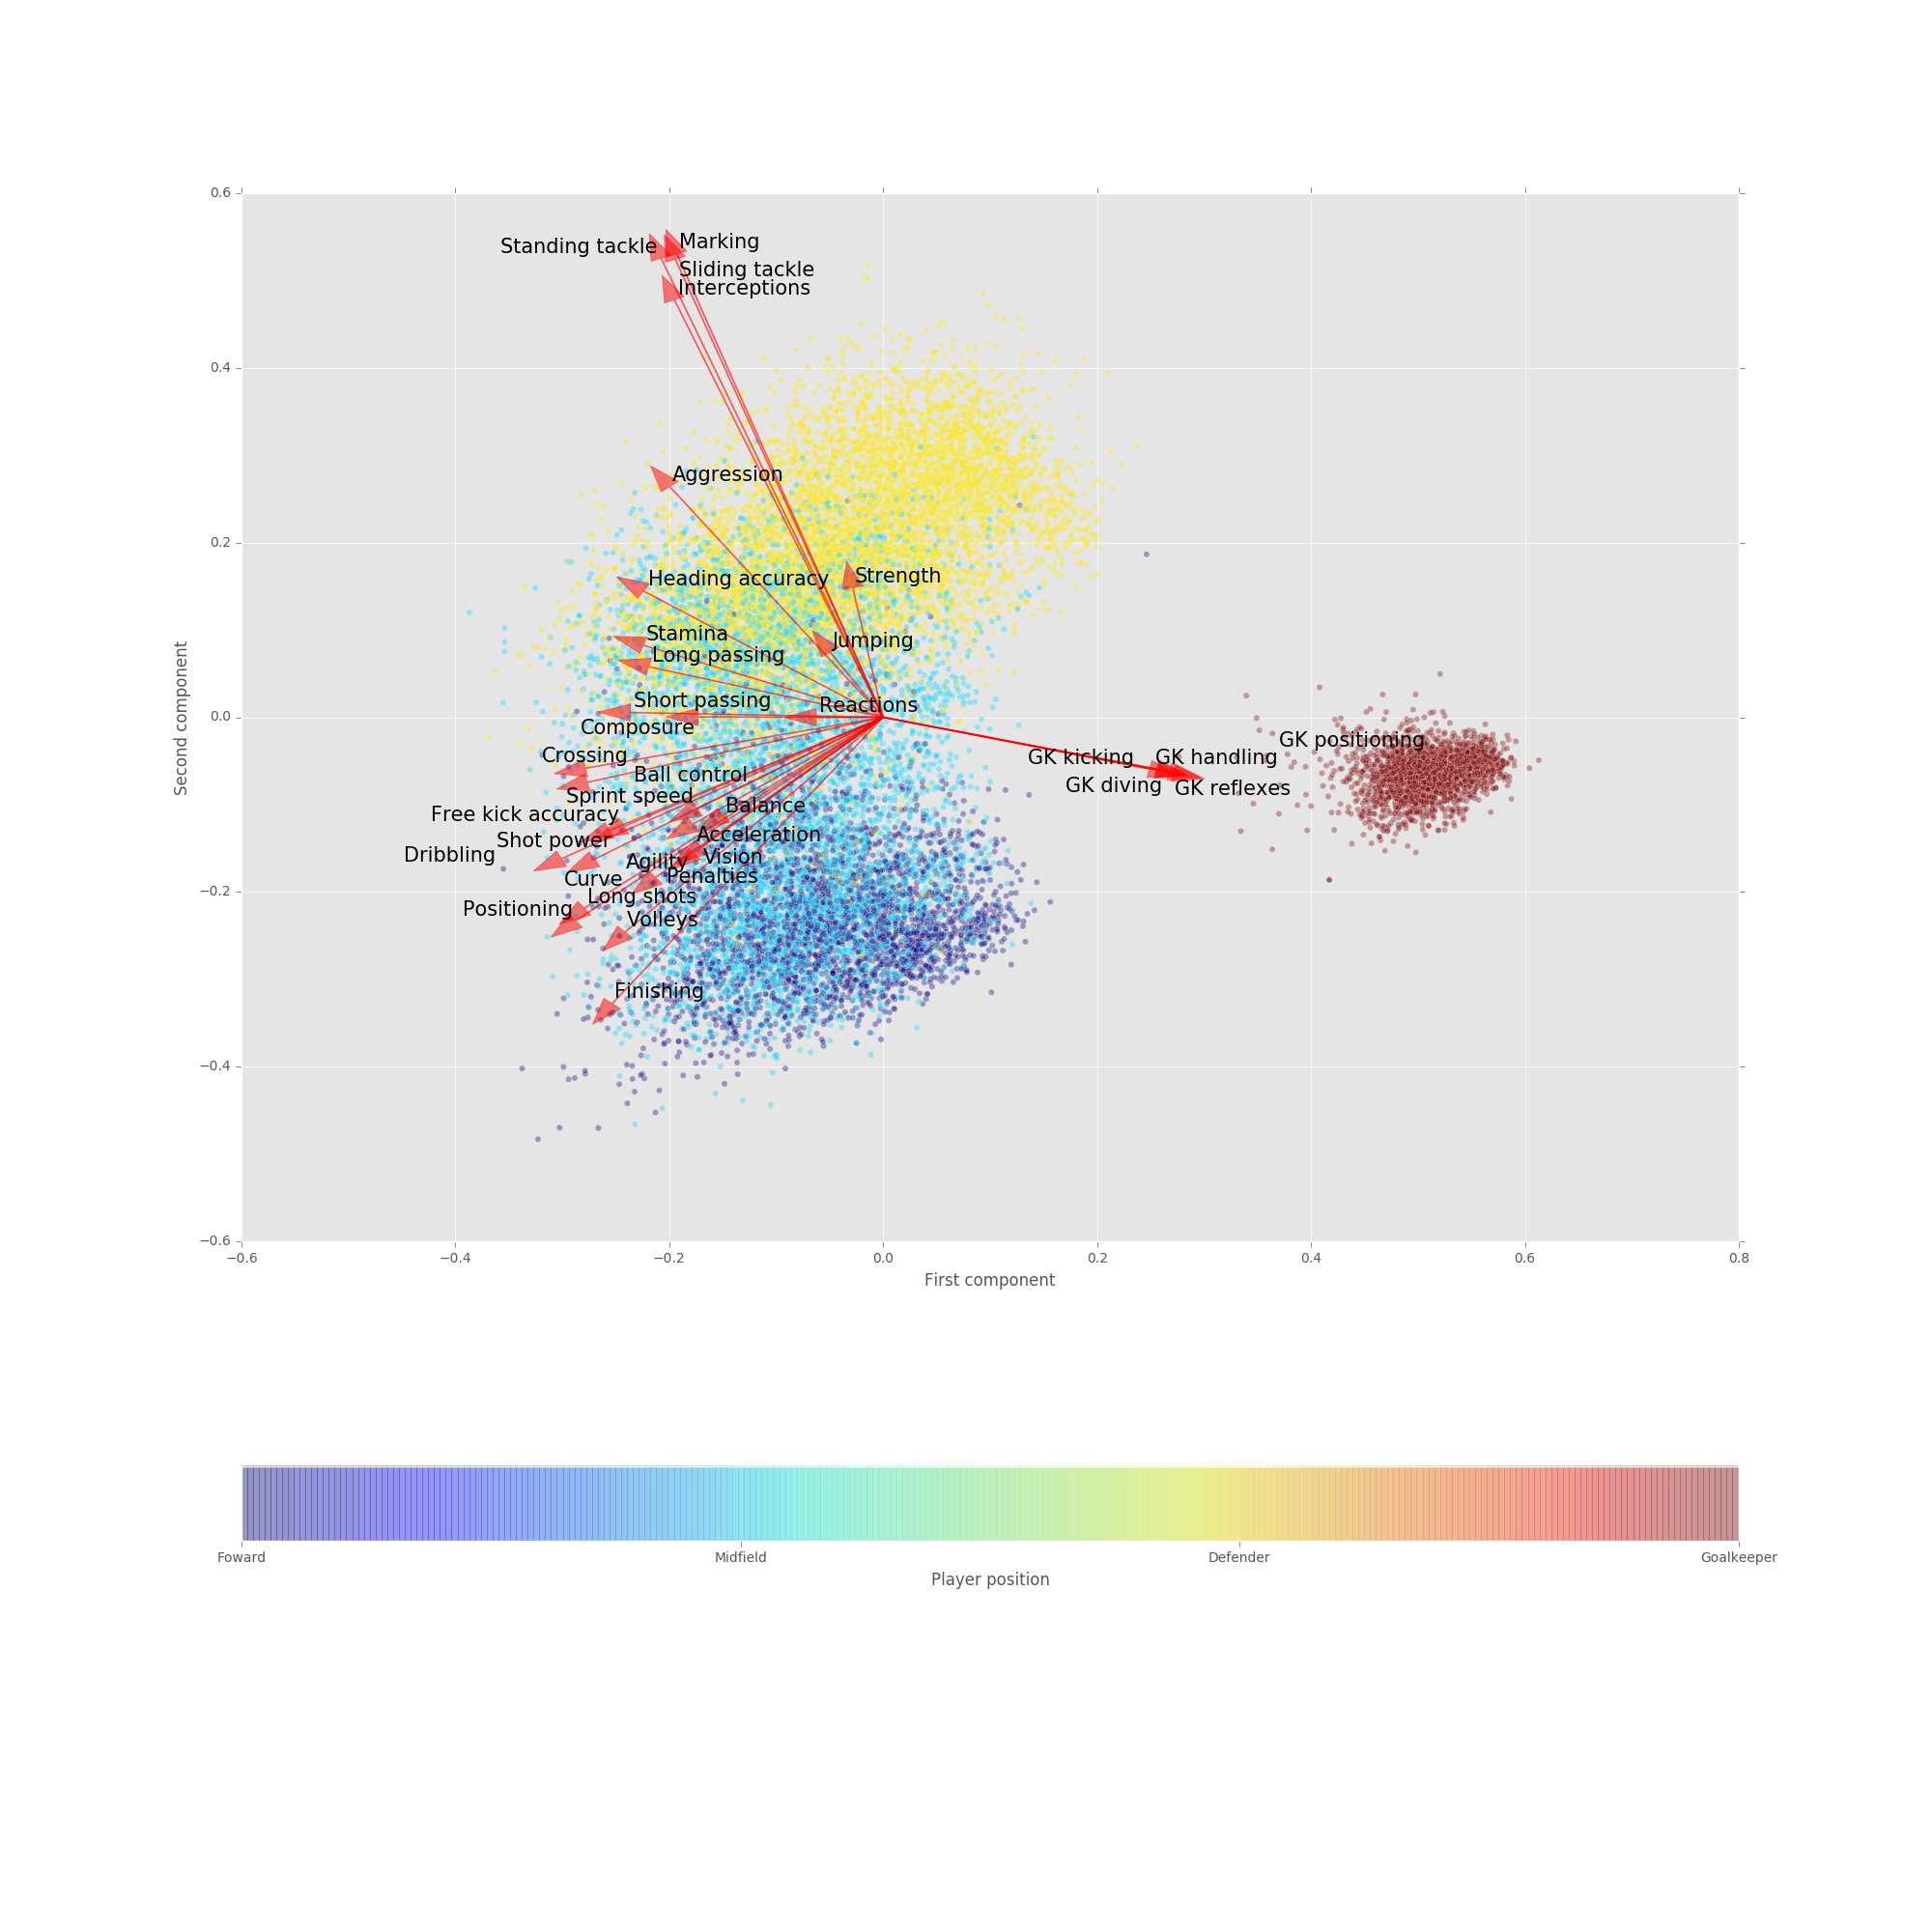 0.6
Standing tackle
Marking
Sliding tackle
Interceptions
0.4
Aggression
0.2
Heading accuracy
Strength
Stamina
Jumping
Long passing
Short passing
Reactions
0.0
Composure
GK positioning
Crossing
GK kicking
GK handling
Ball control
GK diving
GK reflexes
Sprint speed
Balance
Free kick accuracy
Acceleration
Shot power
Dribbling
Agility
Vision
Penalties
Curve
−0.2
Long shots
Positioning
Volleys
Finishing
−0.4
−0.6
Second component
−0.6 −0.4 −0.2 0.0 0.2 0.4 0.6 0.8
First component
Foward Midfield Defender Goalkeeper
Player position